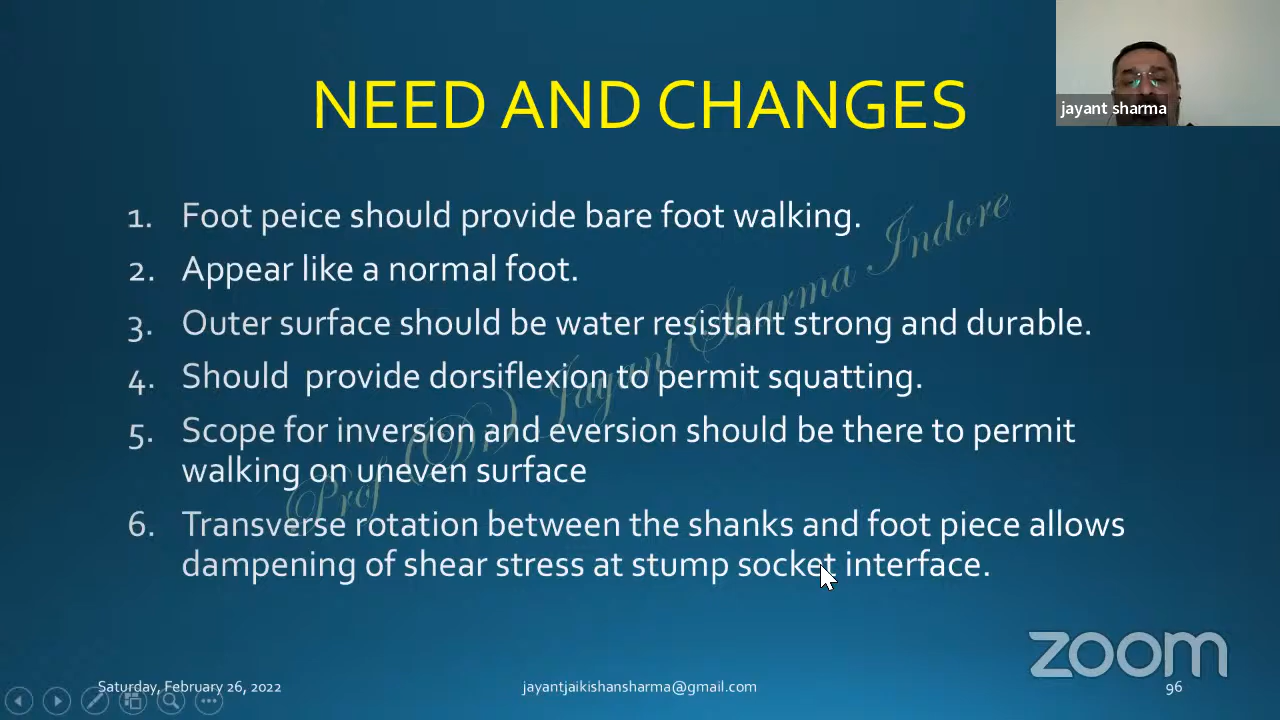 NEED AND CHANGES
jayant sharma
1. Foot peice should provide bare foot walking.
2. Appear like a normal foot.
3. Outer surface should be water resistant strong and durable.
4. Should  provide dorsiflexion to permit squatting.
5. Scope for inversion and eversion should be there to permit
walking on uneven surface
6. Transverse rotation between the shanks and foot piece allows
dampening of shear stress at stump socket interface.
Prof (Dr) Jayant Sharma Indore
zoom
Saturday, February 26, 2022
jayantjaikishansharma@gmail.com
96